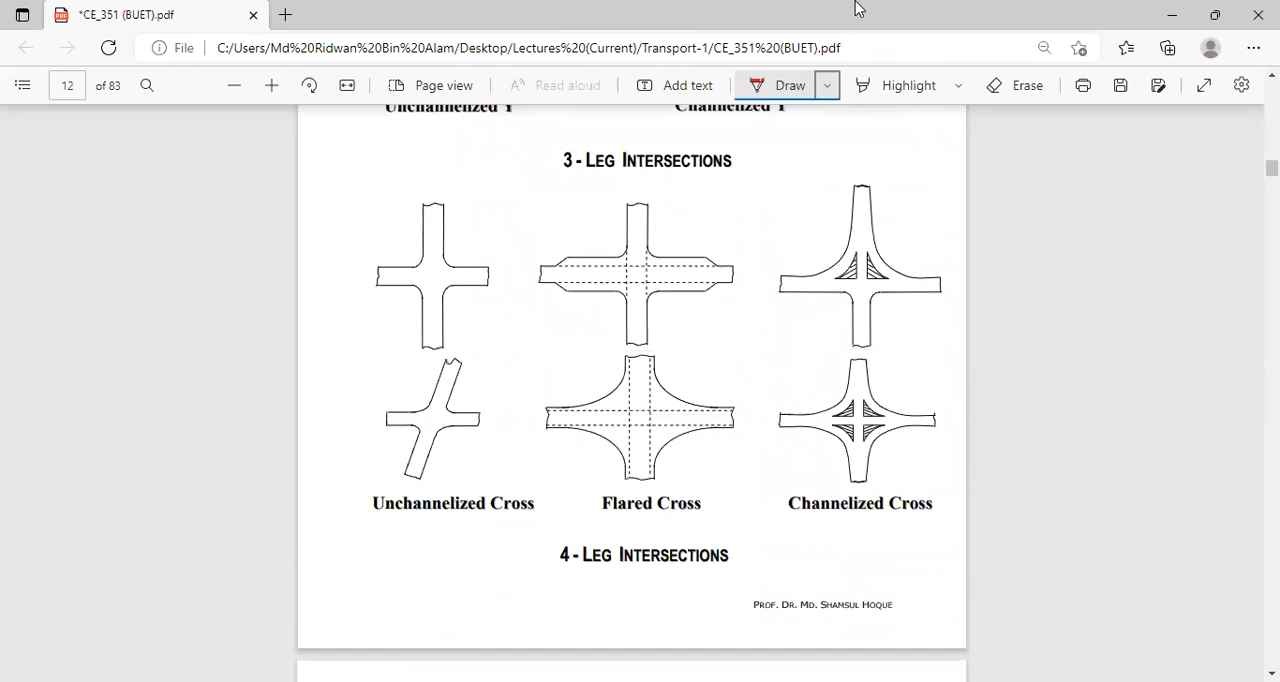 *CE_351 (BUET).pdf
File
C:/Users/Md%20Ridwan%20Bin%20Alam/Desktop/Lectures%20(Current)/Transport-1/CE_351%20(BUET).pdf
12 of 83
Page view
Read aloud
Add text
Draw
Highlight
Erase
Unchannelized Y
Channelized Y
3 - LEG INTERSECTIONS
Unchannelized Cross
Flared Cross
Channelized Cross
4 - LEG INTERSECTIONS
PROF. DR. MD. SHAMSUL HOQUE